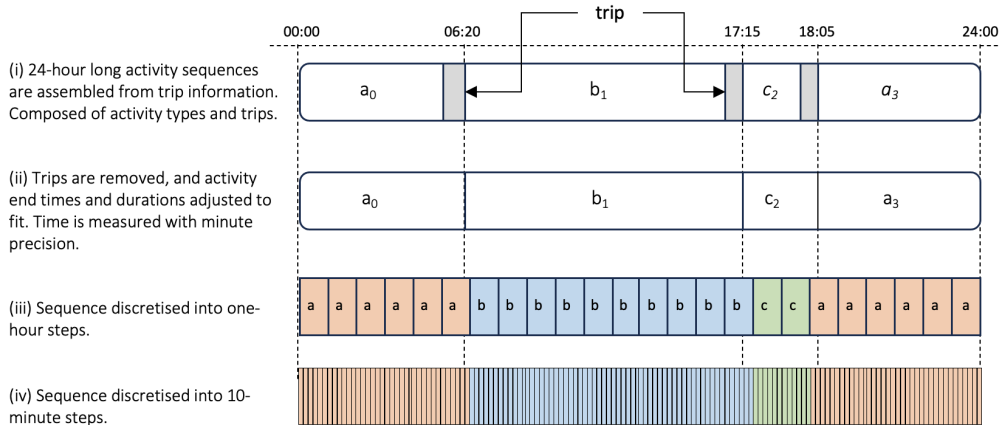 trip
00:00 06:20 17:15 18:05 24:00
(i) 24-hour long activity sequences
are assembled from trip information.
Composed of activity types and trips.
a₀ b₁ c₂ a₃
(ii) Trips are removed, and activity
end times and durations adjusted to
fit. Time is measured with minute
precision.
a₀ b₁ c₂ a₃
(iii) Sequence discretised into one-
hour steps.
a a a a a a b b b b b b b b b b c c a a a a a a
(iv) Sequence discretised into 10-
minute steps.